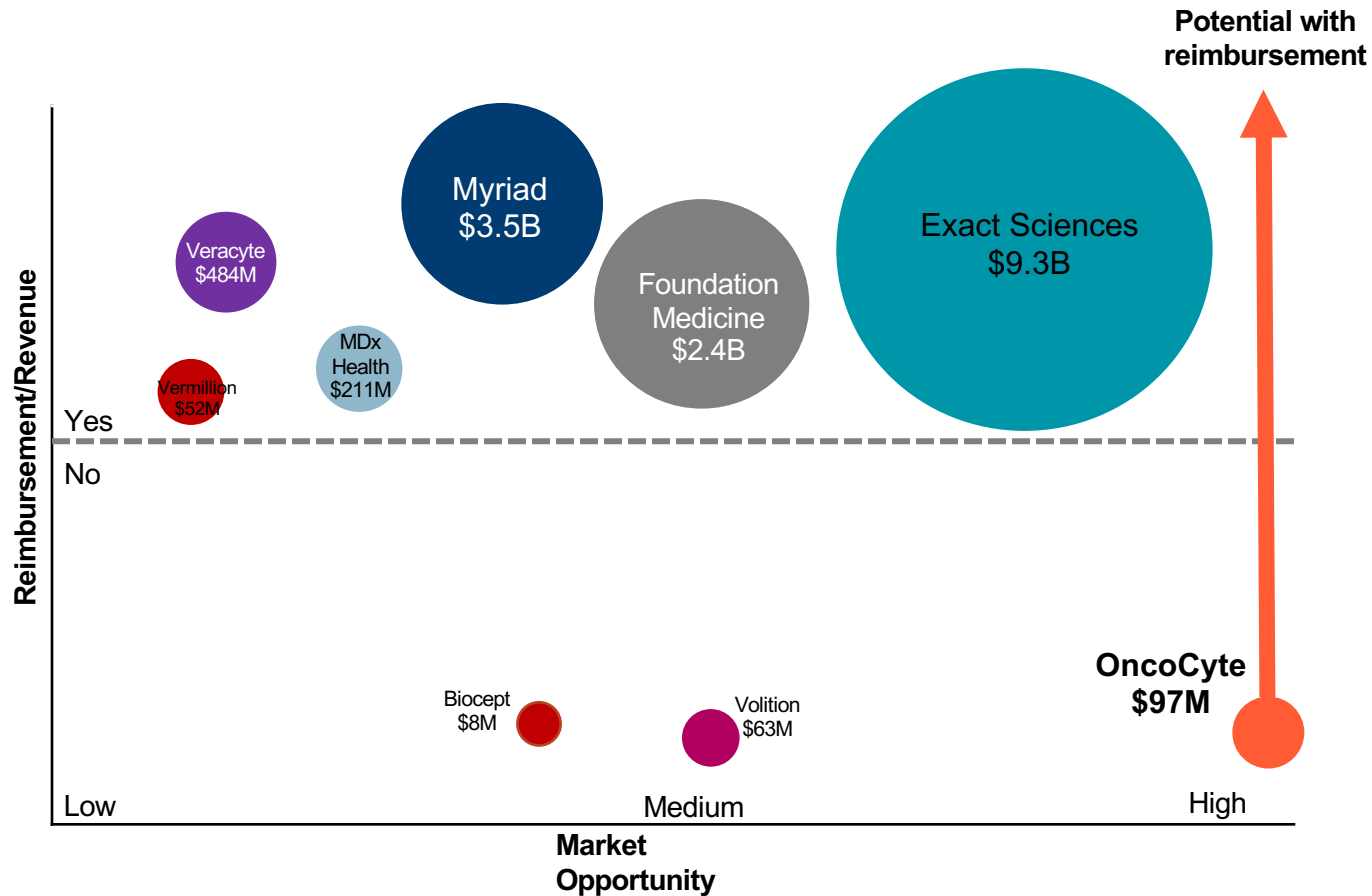 Potential with
reimbursement
Myriad
$3.5B
Exact Sciences
$9.3B
Veracyte
$484M
Foundation
Medicine
$2.4B
MDx
Health
$211M
Vermillion
$52M
Yes
No
Reimbursement/Revenue
OncoCyte
$97M
Biocept
$8M
Volition
$63M
Low
Medium
High
Market
Opportunity